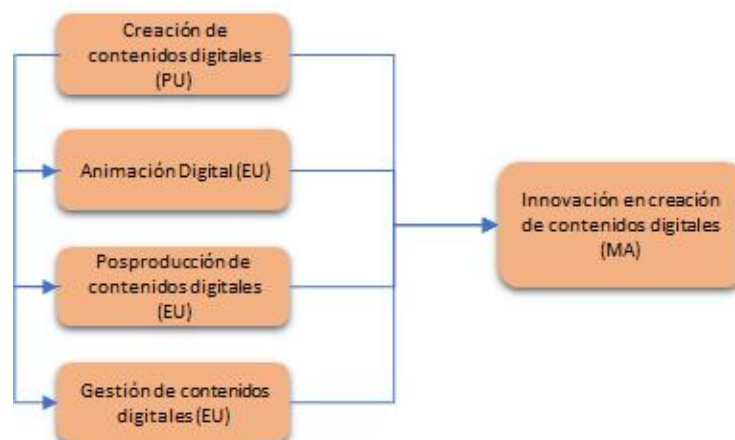 Creación de
contenidos digitales
(PU)
Animación Digital (EU)
Posproducción de
contenidos digitales
(EU)
Gestión de contenidos
digitales (EU)
Innovación en creación
de contenidos digitales
(MA)